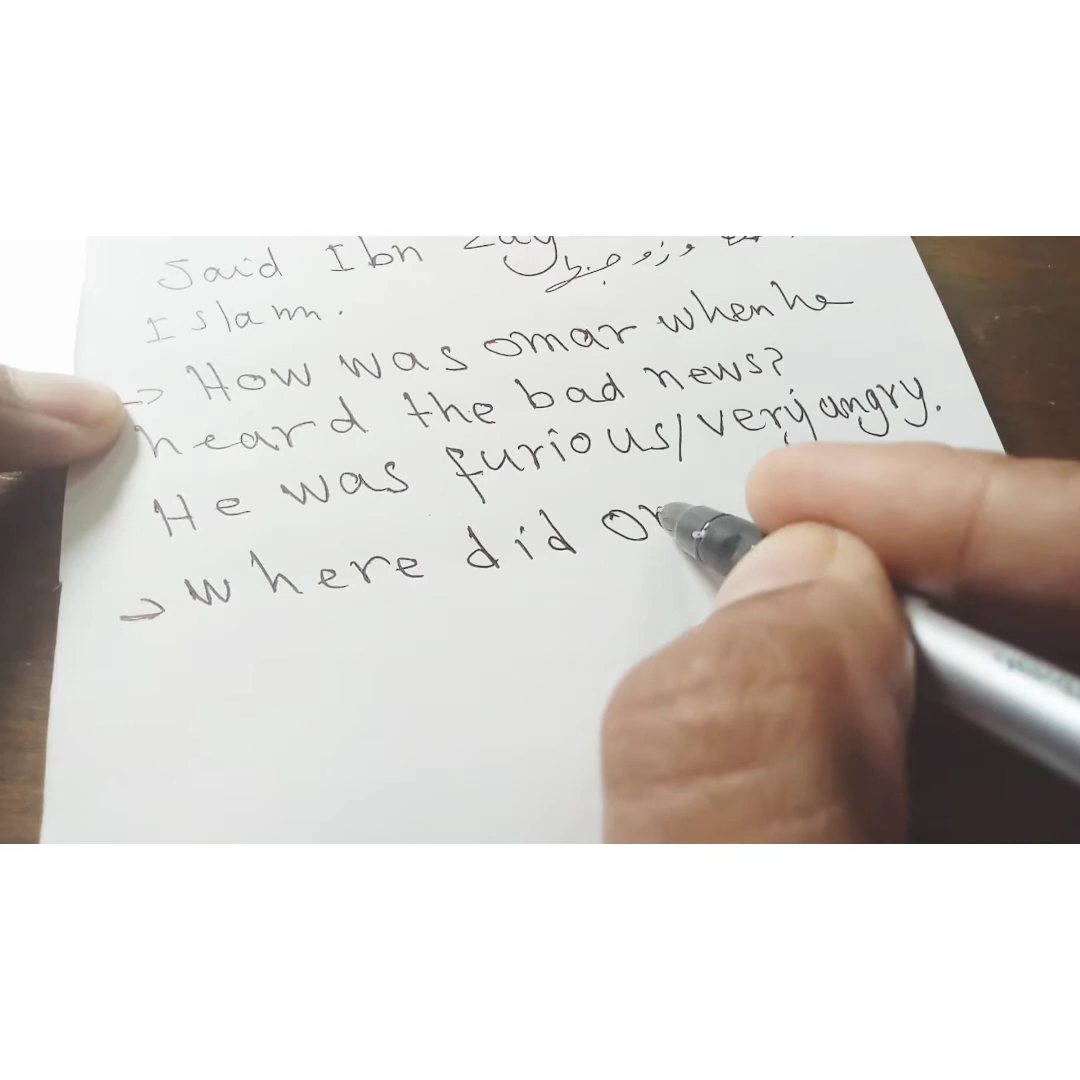 Said Ibn Zay
Islam.
→ How was omar when he
heard the bad news?
He was furious/very angry.
→ where did